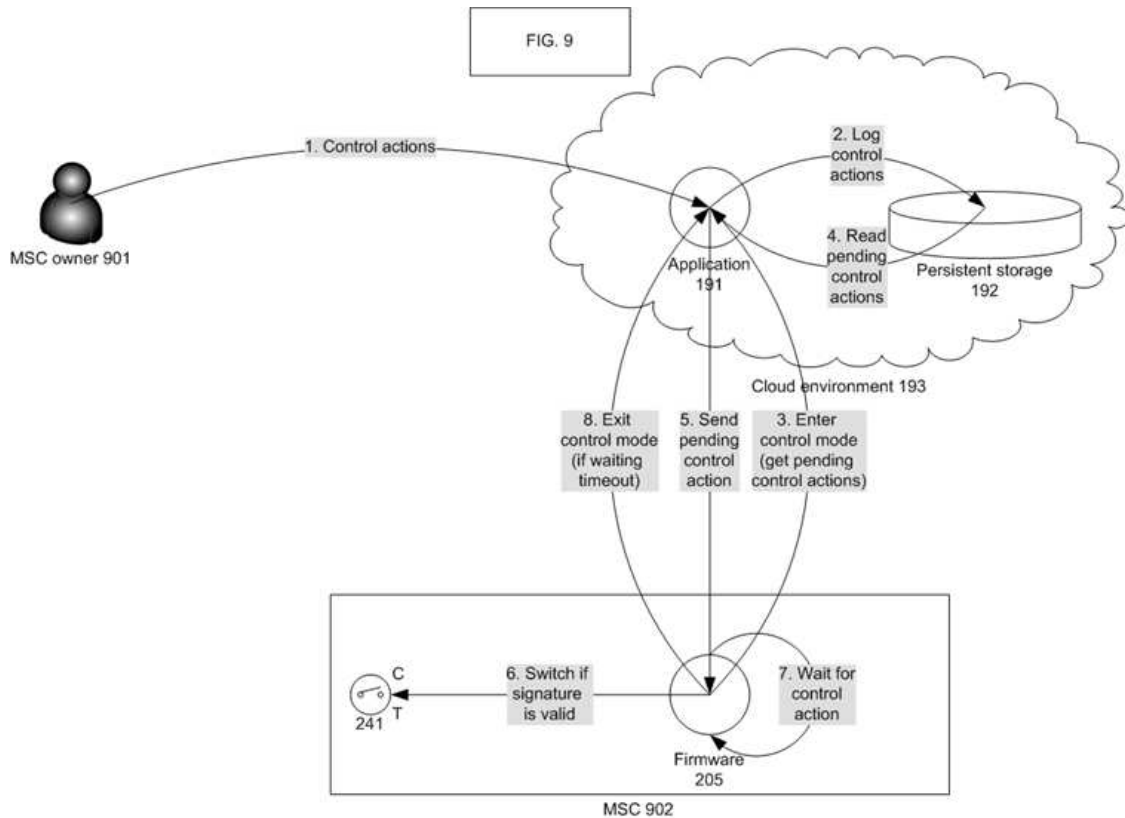 FIG. 9
1. Control actions
2. Log
control
actions
MSC owner 901
4. Read
pending
control
actions
Application
191
Persistent storage
192
Cloud environment 193
8. Exit
control mode
(if waiting
timeout)
5. Send
pending
control
action
3. Enter
control mode
(get pending
control actions)
6. Switch if
signature
is valid
7. Wait for
control
action
C
T
241
Firmware
205
MSC 902